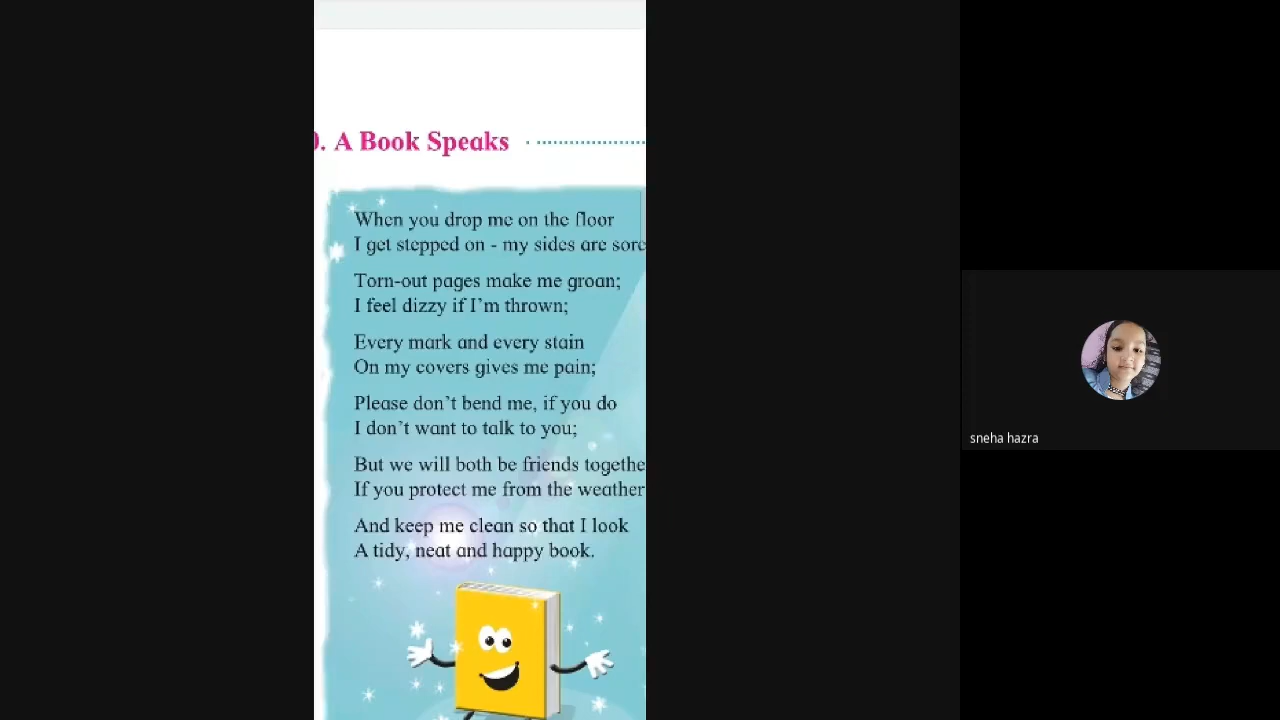 . A Book Speaks
When you drop me on the floor
I get stepped on - my sides are sore
Torn-out pages make me groan;
I feel dizzy if I'm thrown;
Every mark and every stain
On my covers gives me pain;
Please don't bend me, if you do
I don't want to talk to you;
But we will both be friends togethe
If you protect me from the weather
And keep me clean so that I look
A tidy, neat and happy book.
sneha hazra